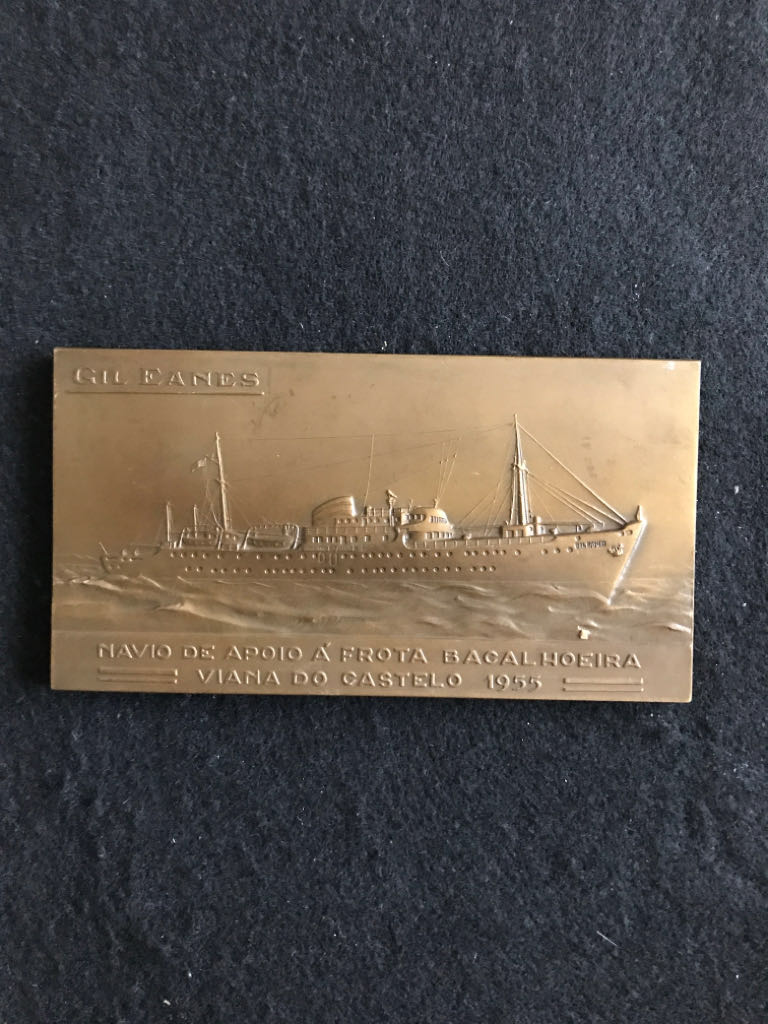 GIL EANES
NAVIO DE APOIO Á FROTA BACALHOEIRA
VIANA DO CASTELO 1955